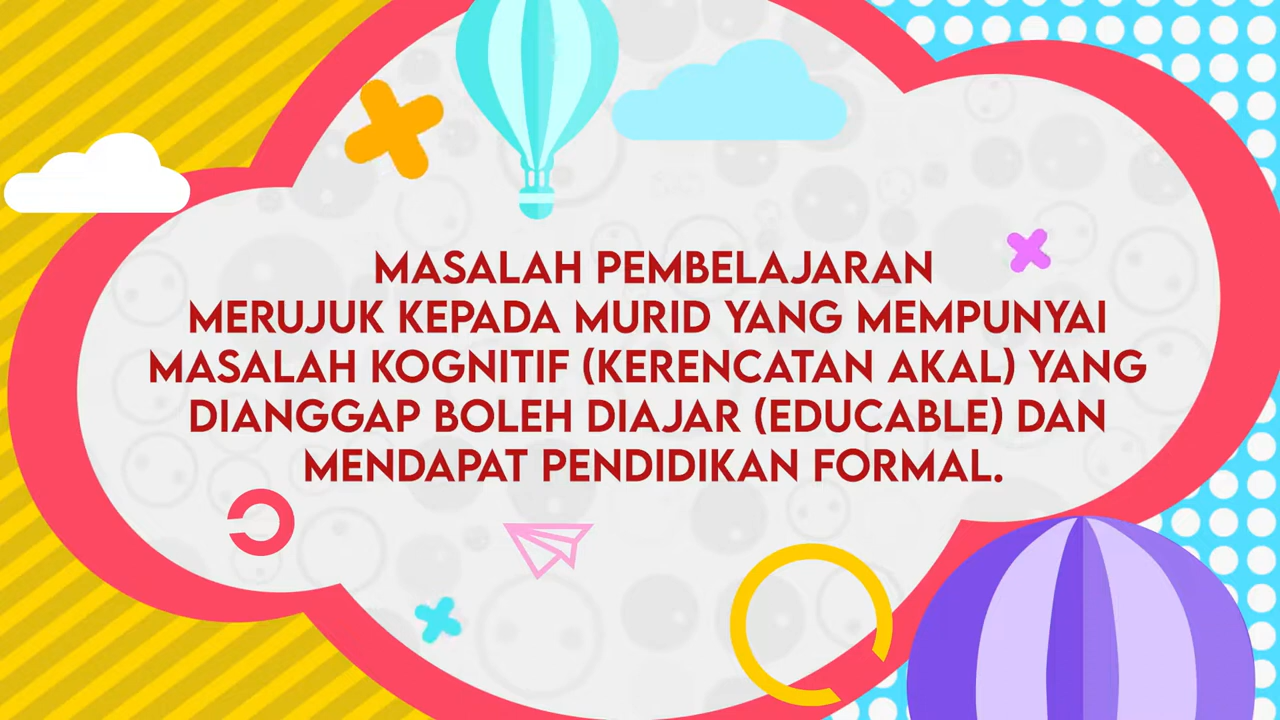 MASALAH PEMBELAJARAN
MERUJUK KEPADA MURID YANG MEMPUNYAI
MASALAH KOGNITIF (KERENCATAN AKAL) YANG
DIANGGAP BOLEH DIAJAR (EDUCABLE) DAN
MENDAPAT PENDIDIKAN FORMAL.